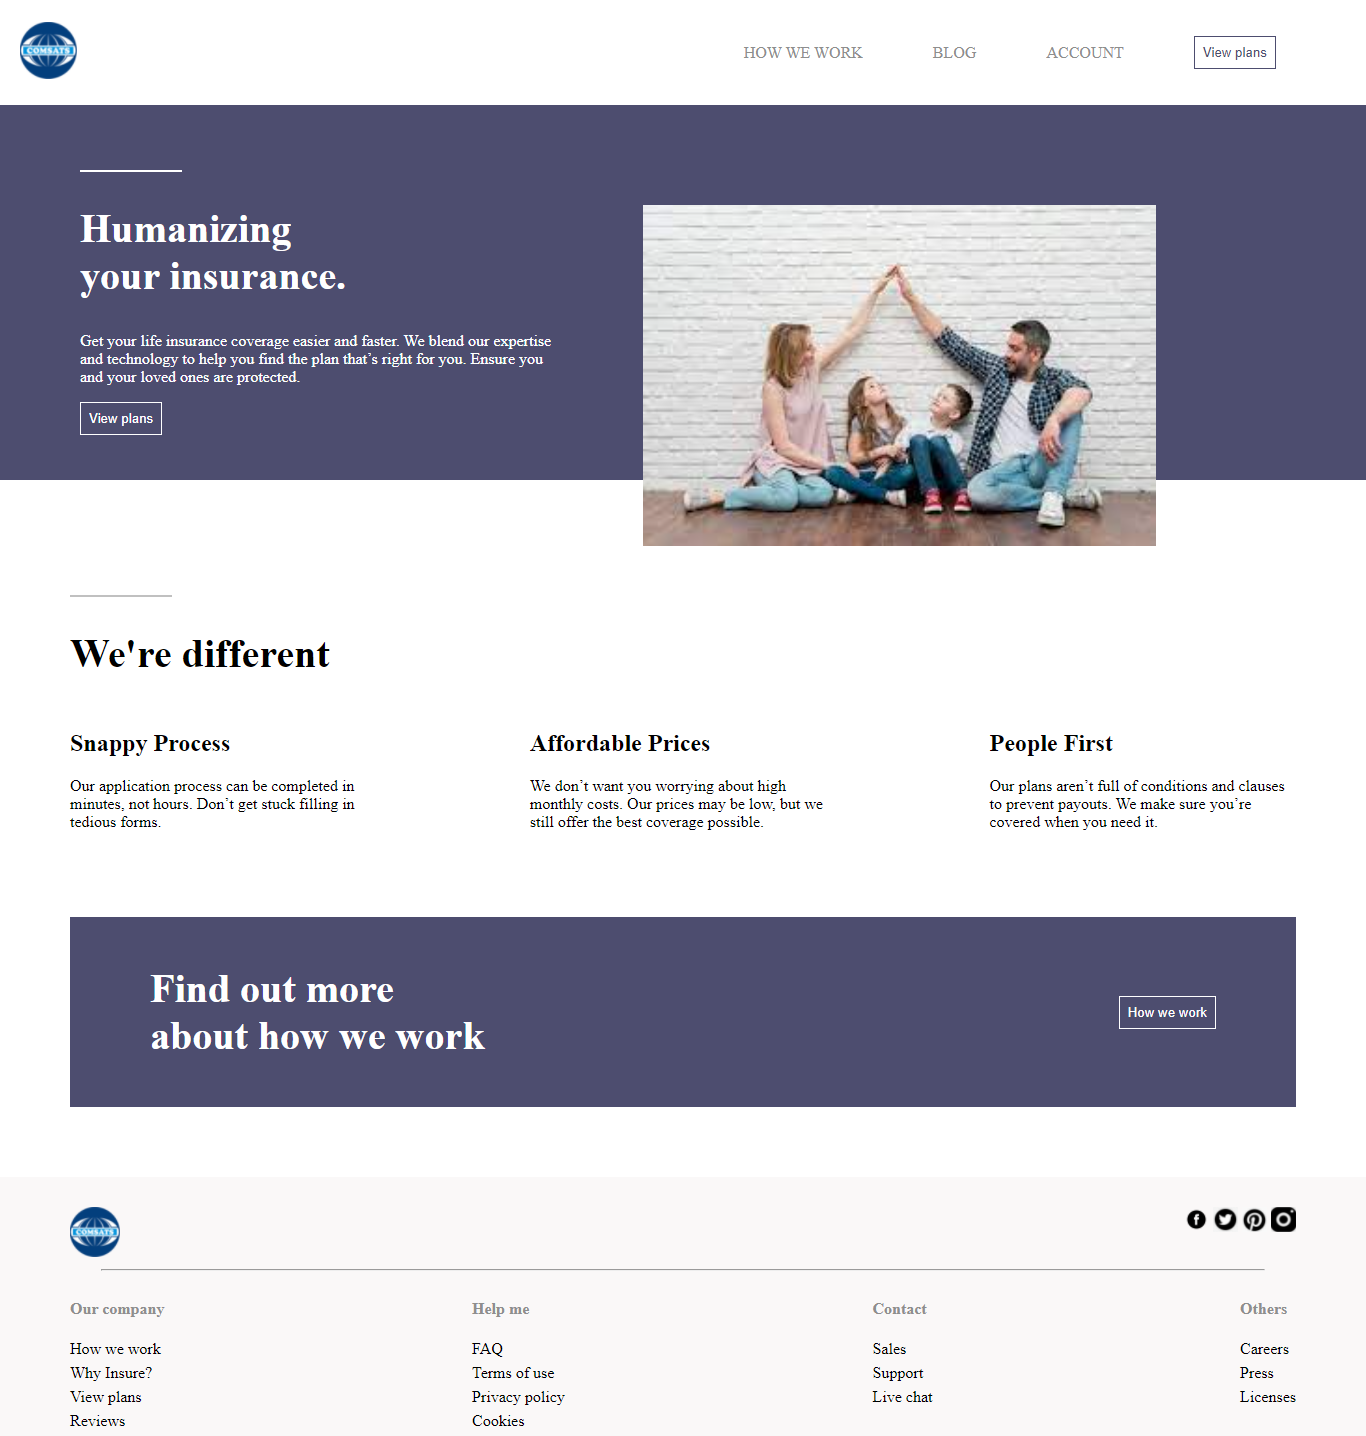 COMSATS
HOW WE WORK
BLOG
ACCOUNT
View plans
Humanizing
your insurance.
Get your life insurance coverage easier and faster. We blend our expertise
and technology to help you find the plan that’s right for you. Ensure you
and your loved ones are protected.
View plans
We're different
Snappy Process
Our application process can be completed in
minutes, not hours. Don’t get stuck filling in
tedious forms.
Affordable Prices
We don’t want you worrying about high
monthly costs. Our prices may be low, but we
still offer the best coverage possible.
People First
Our plans aren’t full of conditions and clauses
to prevent payouts. We make sure you’re
covered when you need it.
Find out more
about how we work
How we work
COMSATS
Our company
How we work
Why Insure?
View plans
Reviews
Help me
FAQ
Terms of use
Privacy policy
Cookies
Contact
Sales
Support
Live chat
Others
Careers
Press
Licenses